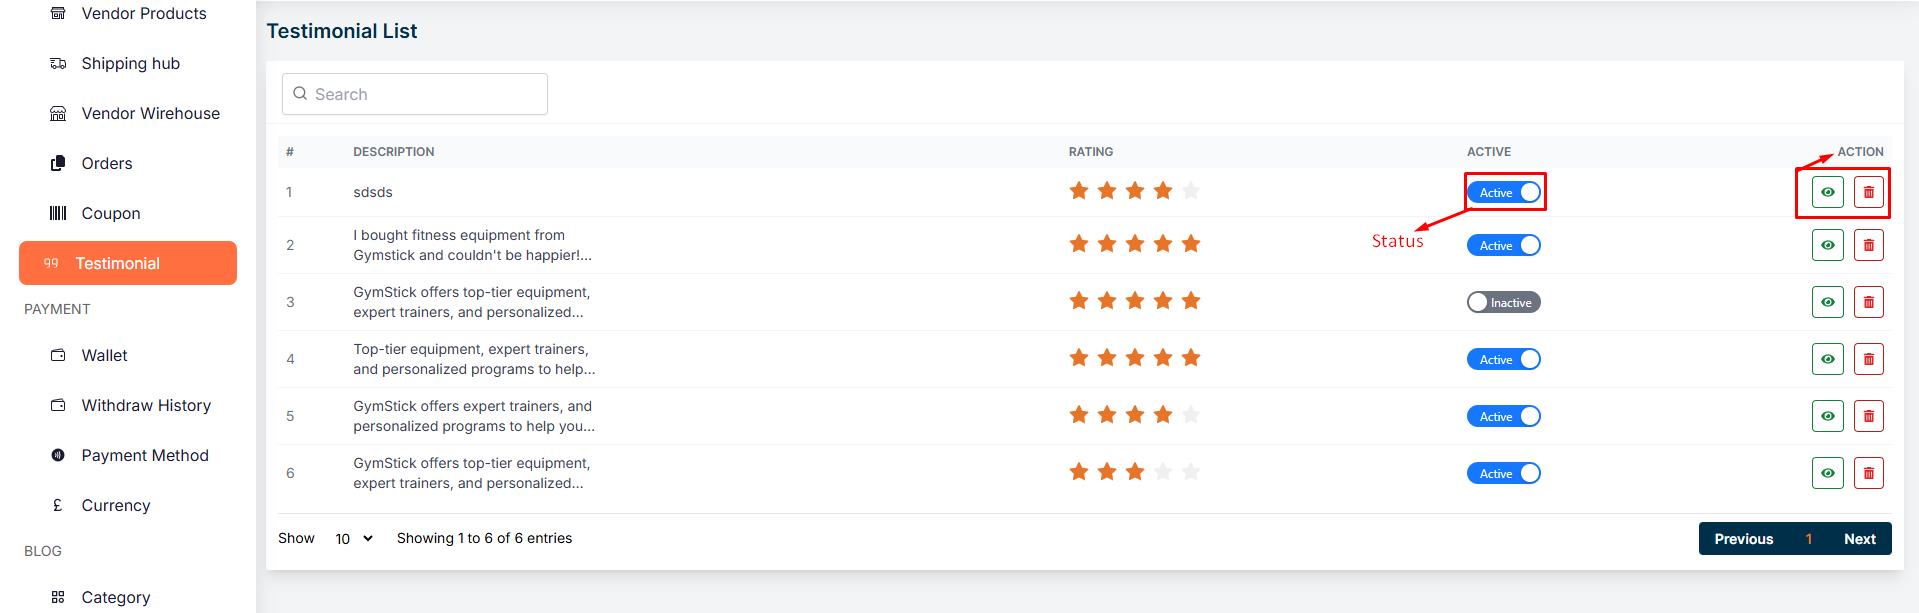 Vendor Products
Shipping hub
Vendor Wirehouse
Orders
Coupon
Testimonial
PAYMENT
Wallet
Withdraw History
Payment Method
£ Currency
BLOG
Category
Testimonial List
Search
# DESCRIPTION RATING ACTIVE ACTION
1 sdsds Active
Status
2 I bought fitness equipment from
Gymstick and couldn't be happier!... Active
3 GymStick offers top-tier equipment,
expert trainers, and personalized... Inactive
4 Top-tier equipment, expert trainers,
and personalized programs to help... Active
5 GymStick offers expert trainers, and
personalized programs to help you... Active
6 GymStick offers top-tier equipment,
expert trainers, and personalized... Active
Show 10 Showing 1 to 6 of 6 entries
Previous 1 Next